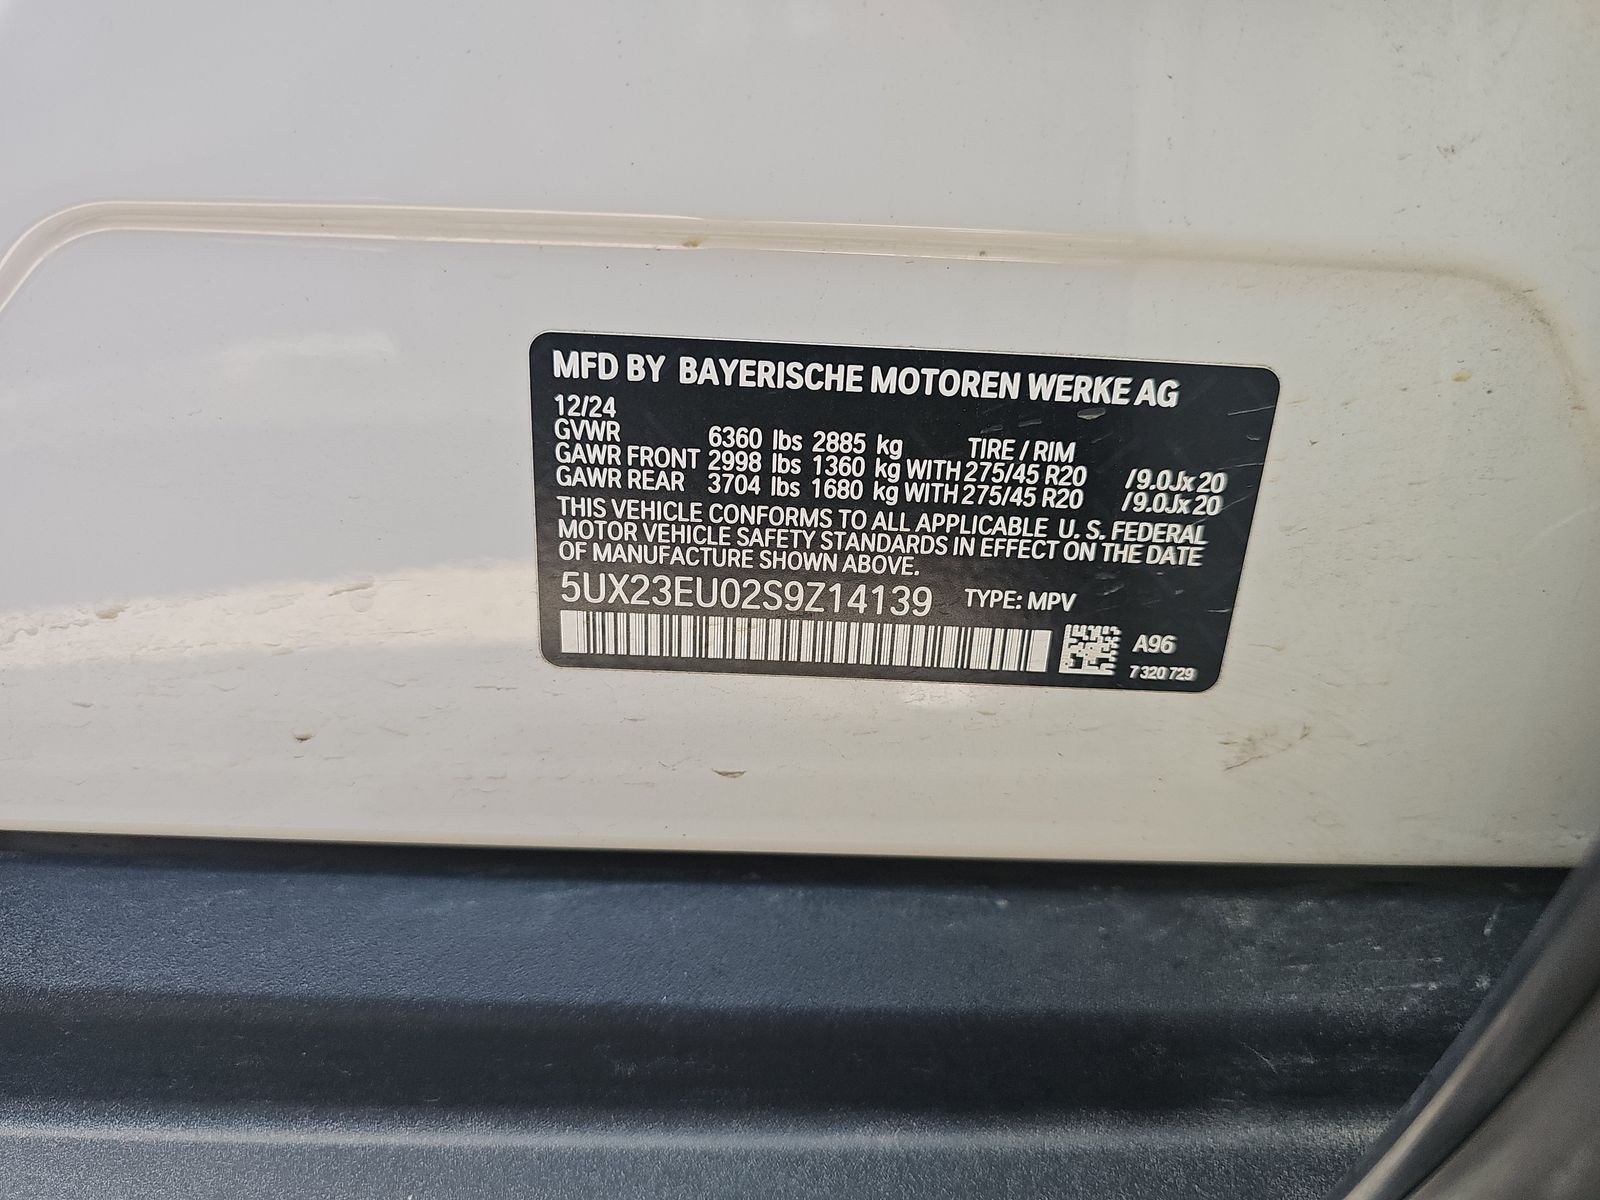 MFD BY BAYERISCHE MOTOREN WERKE AG
12/24
GVWR 6360 lbs 2885 kg TIRE / RIM
GAWR FRONT 2998 lbs 1360 kg WITH 275/45 R20 /9.0Jx20
GAWR REAR 3704 lbs 1680 kg WITH 275/45 R20 /9.0Jx20
THIS VEHICLE CONFORMS TO ALL APPLICABLE U. S. FEDERAL
MOTOR VEHICLE SAFETY STANDARDS IN EFFECT ON THE DATE
OF MANUFACTURE SHOWN ABOVE.
5UX23EU02S9Z14139 TYPE: MPV
A96
7 320 729